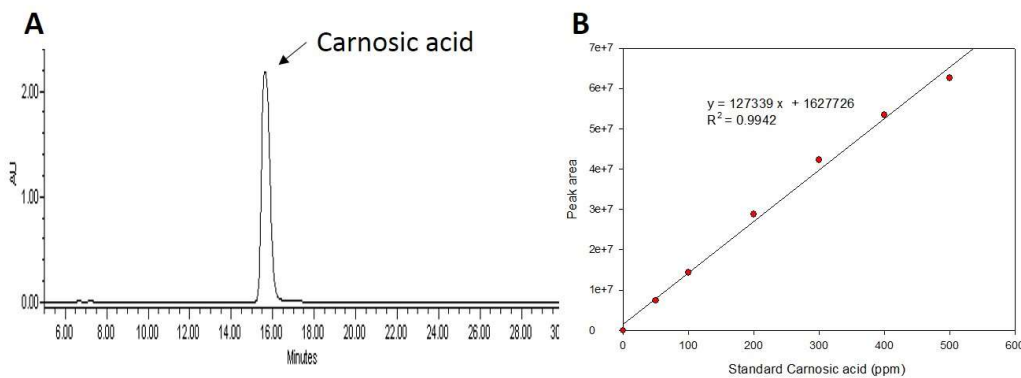 A
Carnosic acid
2.00
1.00
0.00
AU
6.00 8.00 10.00 12.00 14.00 16.00 18.00 20.00 22.00 24.00 26.00 28.00 30
Minutes
B
7e+7
6e+7
5e+7
4e+7
3e+7
2e+7
1e+7
0
Peak area
y = 127339 x + 1627726
R² = 0.9942
0 100 200 300 400 500 600
Standard Carnosic acid (ppm)